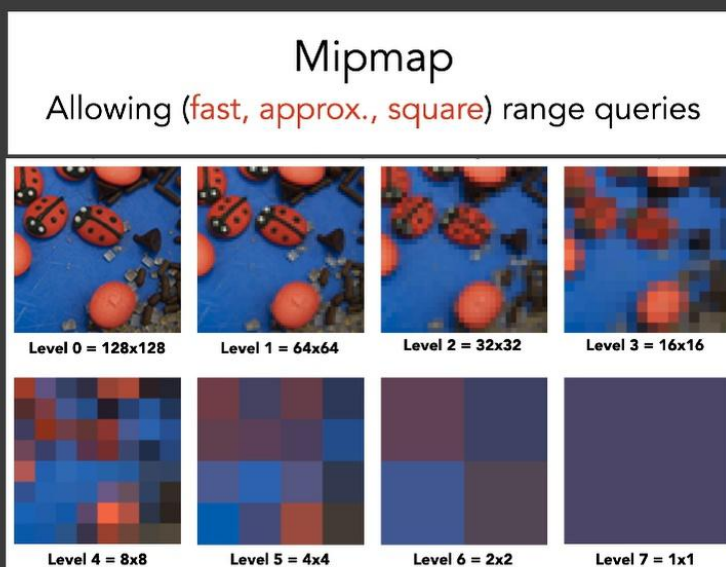 Mipmap
Allowing (fast, approx., square) range queries
Level 0 = 128x128
Level 1 = 64x64
Level 2 = 32x32
Level 3 = 16x16
Level 4 = 8x8
Level 5 = 4x4
Level 6 = 2x2
Level 7 = 1x1